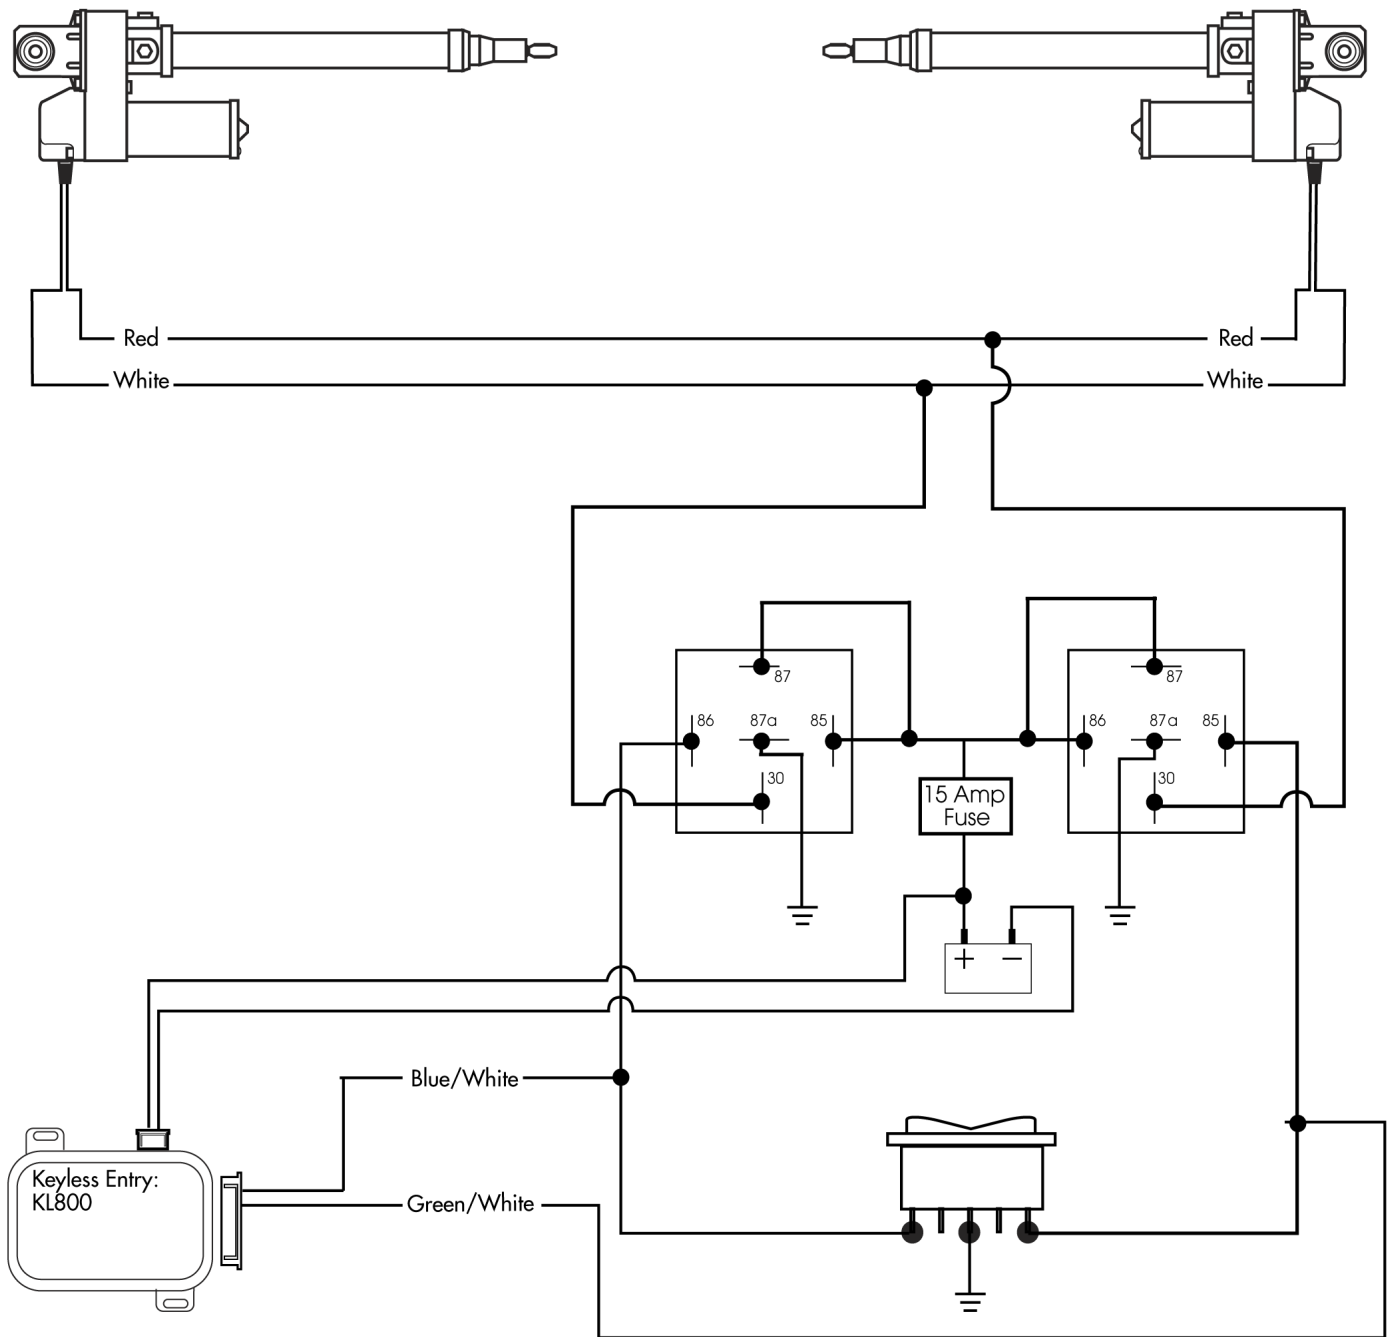 Red
Red
White
White
87
87
86
87a
85
86
87a
85
30
30
15 Amp
Fuse
+
−
Blue/White
Keyless Entry:
KL800
Green/White